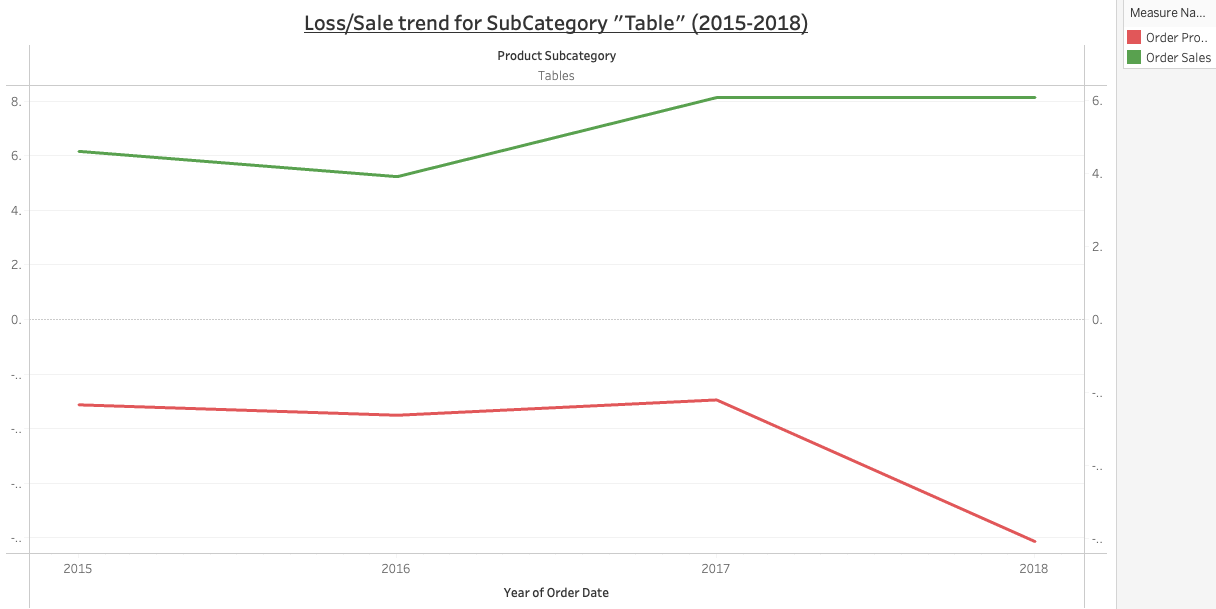 Loss/Sale trend for SubCategory "Table" (2015-2018)
Product Subcategory
Tables
8.
6.
4.
2.
0.
-..
-..
-..
-..
6.
4.
2.
0.
-..
-..
-..
2015 2016 2017 2018
Year of Order Date
Measure Na...
Order Pro..
Order Sales